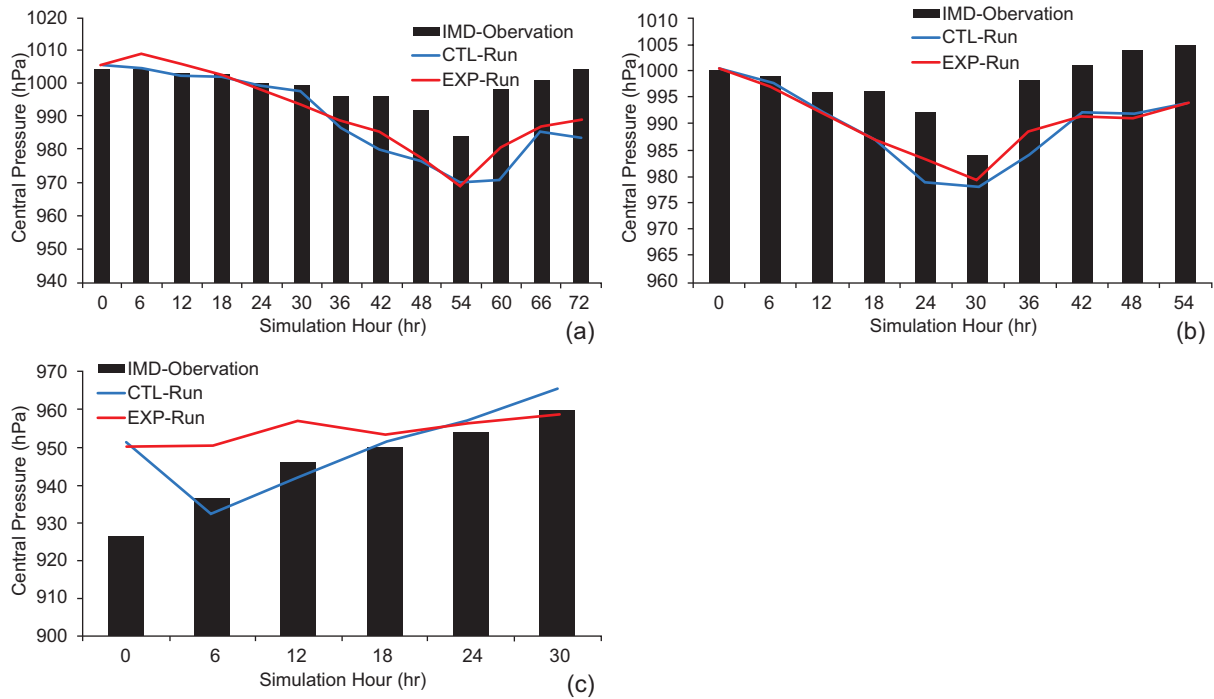 1020
1010
1000
990
980
970
960
950
940
Central Pressure (hPa)
IMD-Obervation
CTL-Run
EXP-Run
0 6 12 18 24 30 36 42 48 54 60 66 72
Simulation Hour (hr)
(a)
1010
1005
1000
995
990
985
980
975
970
965
960
Central Pressure (hPa)
IMD-Obervation
CTL-Run
EXP-Run
0 6 12 18 24 30 36 42 48 54
Simulation Hour (hr)
(b)
970
960
950
940
930
920
910
900
Central Pressure (hPa)
IMD-Obervation
CTL-Run
EXP-Run
0 6 12 18 24 30
Simulation Hour (hr)
(c)